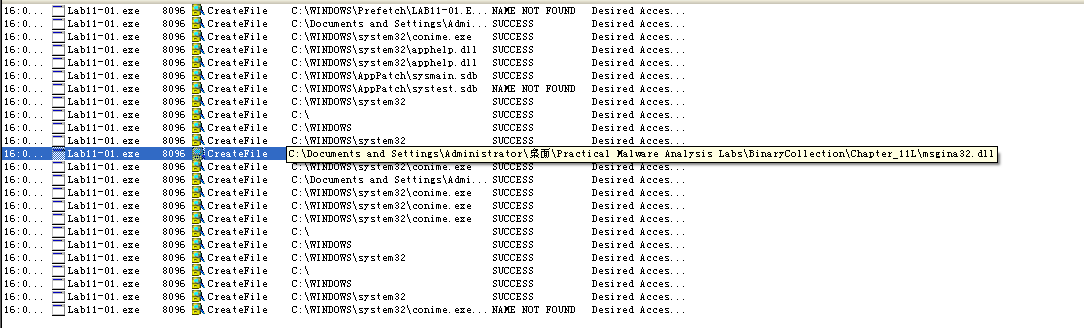 16:0... Lab11-01.exe 8096 CreateFile C:\WINDOWS\Prefetch\LAB11-01.E... NAME NOT FOUND Desired Acces...
16:0... Lab11-01.exe 8096 CreateFile C:\Documents and Settings\Admi... SUCCESS Desired Acces...
16:0... Lab11-01.exe 8096 CreateFile C:\WINDOWS\system32\conime.exe SUCCESS Desired Acces...
16:0... Lab11-01.exe 8096 CreateFile C:\WINDOWS\system32\apphelp.dll SUCCESS Desired Acces...
16:0... Lab11-01.exe 8096 CreateFile C:\WINDOWS\system32\apphelp.dll SUCCESS Desired Acces...
16:0... Lab11-01.exe 8096 CreateFile C:\WINDOWS\AppPatch\sysmain.sdb SUCCESS Desired Acces...
16:0... Lab11-01.exe 8096 CreateFile C:\WINDOWS\AppPatch\systest.sdb NAME NOT FOUND Desired Acces...
16:0... Lab11-01.exe 8096 CreateFile C:\WINDOWS\system32 SUCCESS Desired Acces...
16:0... Lab11-01.exe 8096 CreateFile C:\ SUCCESS Desired Acces...
16:0... Lab11-01.exe 8096 CreateFile C:\WINDOWS SUCCESS Desired Acces...
16:0... Lab11-01.exe 8096 CreateFile C:\WINDOWS\system32 SUCCESS Desired Acces...
16:0... Lab11-01.exe 8096 CreateFile C:\Documents and Settings\Administrator\桌面\Practical Malware Analysis Labs\BinaryCollection\Chapter_11L\msgina32.dll
16:0... Lab11-01.exe 8096 CreateFile C:\WINDOWS\system32\conime.exe SUCCESS Desired Acces...
16:0... Lab11-01.exe 8096 CreateFile C:\Documents and Settings\Admi... SUCCESS Desired Acces...
16:0... Lab11-01.exe 8096 CreateFile C:\WINDOWS\system32\conime.exe SUCCESS Desired Acces...
16:0... Lab11-01.exe 8096 CreateFile C:\WINDOWS\system32\conime.exe SUCCESS Desired Acces...
16:0... Lab11-01.exe 8096 CreateFile C:\WINDOWS\system32\conime.exe SUCCESS Desired Acces...
16:0... Lab11-01.exe 8096 CreateFile C:\ SUCCESS Desired Acces...
16:0... Lab11-01.exe 8096 CreateFile C:\WINDOWS SUCCESS Desired Acces...
16:0... Lab11-01.exe 8096 CreateFile C:\WINDOWS\system32 SUCCESS Desired Acces...
16:0... Lab11-01.exe 8096 CreateFile C:\ SUCCESS Desired Acces...
16:0... Lab11-01.exe 8096 CreateFile C:\WINDOWS SUCCESS Desired Acces...
16:0... Lab11-01.exe 8096 CreateFile C:\WINDOWS\system32 SUCCESS Desired Acces...
16:0... Lab11-01.exe 8096 CreateFile C:\WINDOWS\system32\conime.exe... NAME NOT FOUND Desired Acces...